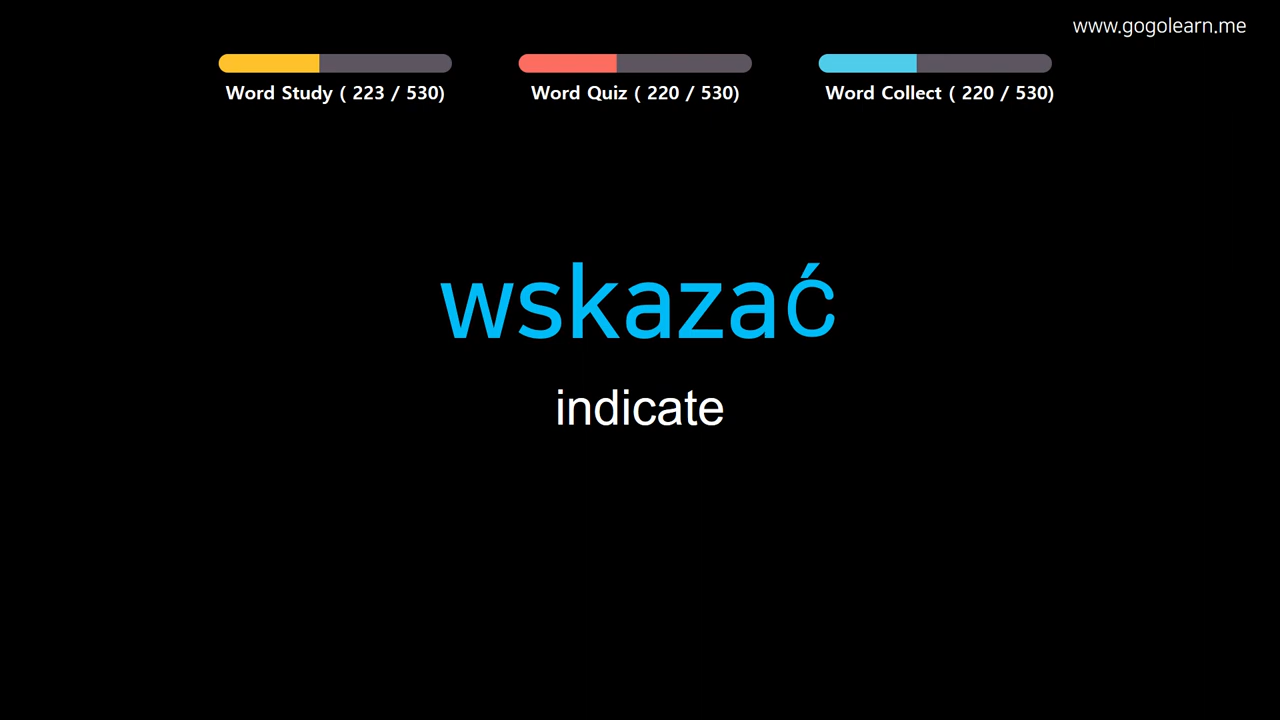 www.gogolearn.me
Word Study ( 223 / 530)
Word Quiz ( 220 / 530)
Word Collect ( 220 / 530)
wskazać
indicate